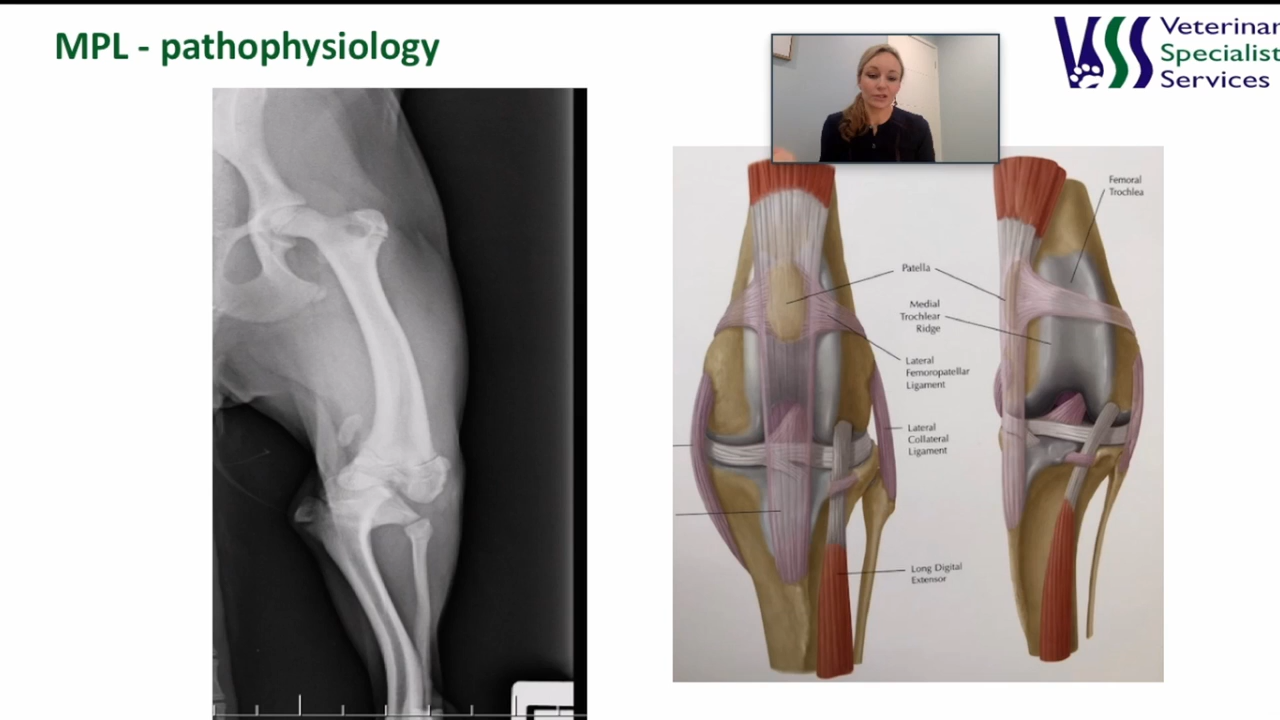 MPL - pathophysiology
Veterinar
Specialist
Services
VSS
Femoral
Trochlea
Patella
Medial
Trochlear
Ridge
Lateral
Femoropatellar
Ligament
Lateral
Collateral
Ligament
Long Digital
Extensor